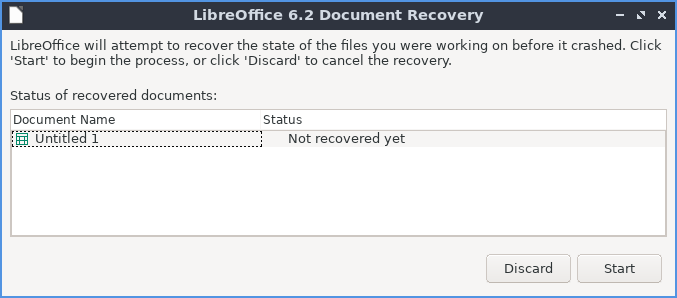 LibreOffice 6.2 Document Recovery
LibreOffice will attempt to recover the state of the files you were working on before it crashed. Click
'Start' to begin the process, or click 'Discard' to cancel the recovery.
Status of recovered documents:
Document Name Status
Untitled 1 Not recovered yet
Discard Start